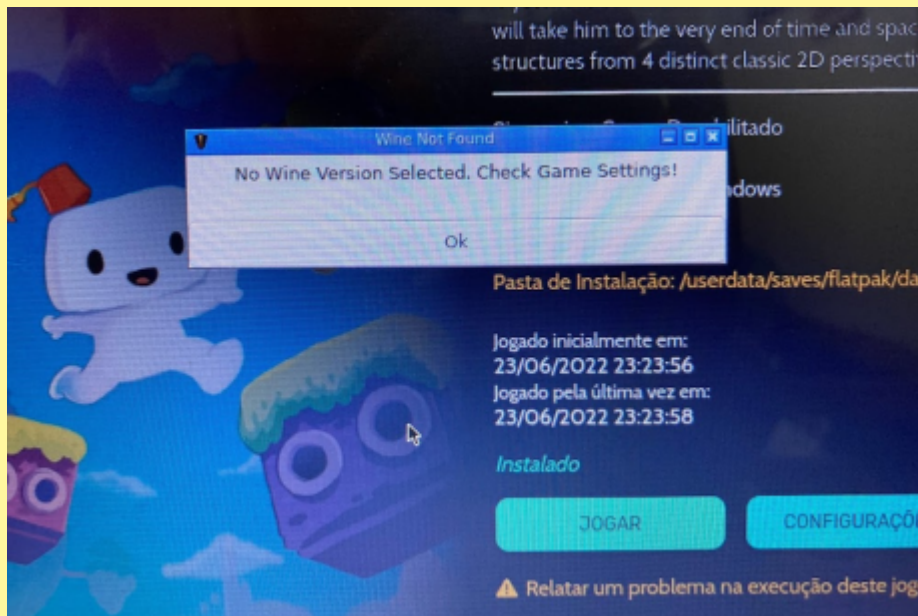 will take him to the very end of time and spac
structures from 4 distinct classic 2D perspectiv
Wine Not Found
ilitado
No Wine Version Selected. Check Game Settings!
ndows
Ok
Pasta de Instalação: /userdata/saves/flatpak/da
Jogado inicialmente em:
23/06/2022 23:23:56
Jogado pela última vez em:
23/06/2022 23:23:58
Instalado
JOGAR
CONFIGURAÇÕE
Relatar um problema na execução deste jog